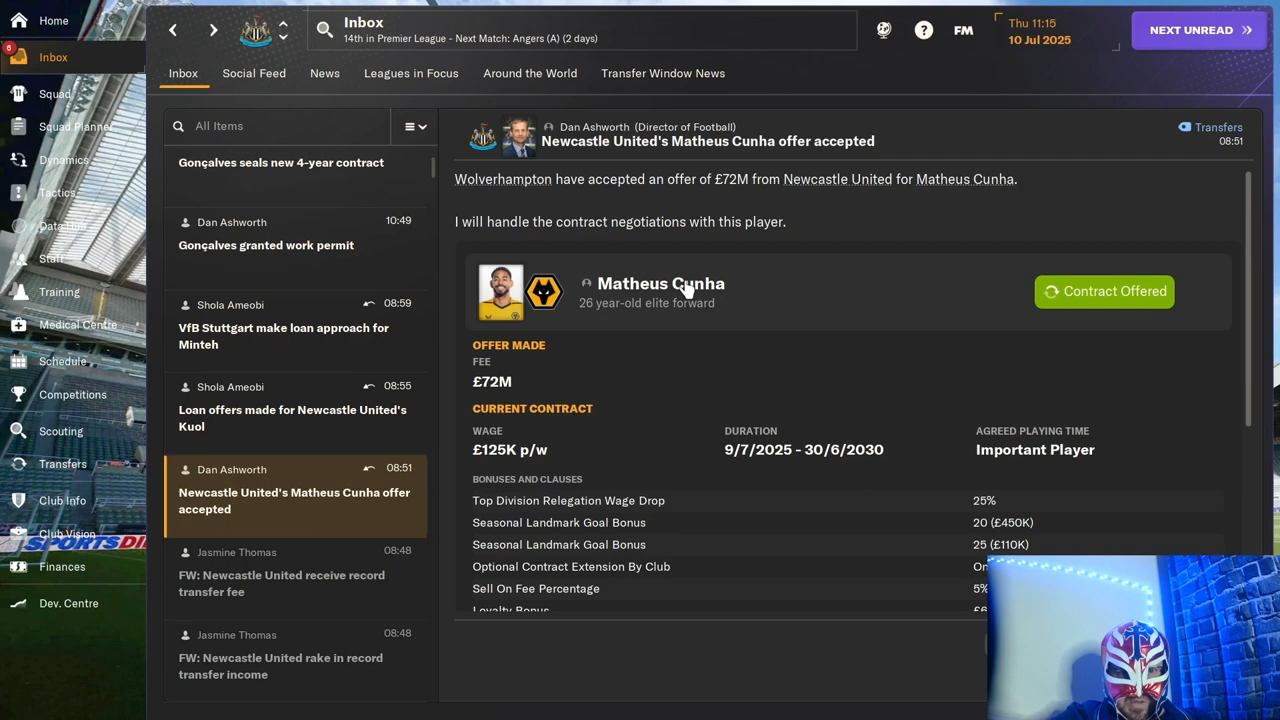 Home
6
Inbox
Squad
Squad Planner
Dynamics
Tactics
Data Hub
Staff
Training
Medical Centre
Schedule
Competitions
Scouting
Transfers
Club Info
Club Vision
Finances
Dev. Centre
SPORTSDI
Inbox
14th in Premier League - Next Match: Angers (A) (2 days)
?
FM
Thu 11:15
10 Jul 2025
NEXT UNREAD
Inbox
Social Feed
News
Leagues in Focus
Around the World
Transfer Window News
All Items
Gonçalves seals new 4-year contract
Dan Ashworth 10:49
Gonçalves granted work permit
Shola Ameobi 08:59
VfB Stuttgart make loan approach for
Minteh
Shola Ameobi 08:55
Loan offers made for Newcastle United's
Kuol
Dan Ashworth 08:51
Newcastle United's Matheus Cunha offer
accepted
Jasmine Thomas 08:48
FW: Newcastle United receive record
transfer fee
Jasmine Thomas 08:48
FW: Newcastle United rake in record
transfer income
Dan Ashworth (Director of Football)
Newcastle United's Matheus Cunha offer accepted
Transfers
08:51
Wolverhampton have accepted an offer of £72M from Newcastle United for Matheus Cunha.
I will handle the contract negotiations with this player.
Matheus Cunha
26 year-old elite forward
Contract Offered
OFFER MADE
FEE
£72M
CURRENT CONTRACT
WAGE DURATION AGREED PLAYING TIME
£125K p/w 9/7/2025 - 30/6/2030 Important Player
BONUSES AND CLAUSES
Top Division Relegation Wage Drop 25%
Seasonal Landmark Goal Bonus 20 (£450K)
Seasonal Landmark Goal Bonus 25 (£110K)
Optional Contract Extension By Club
Sell On Fee Percentage 5%
Loyalty Bonus